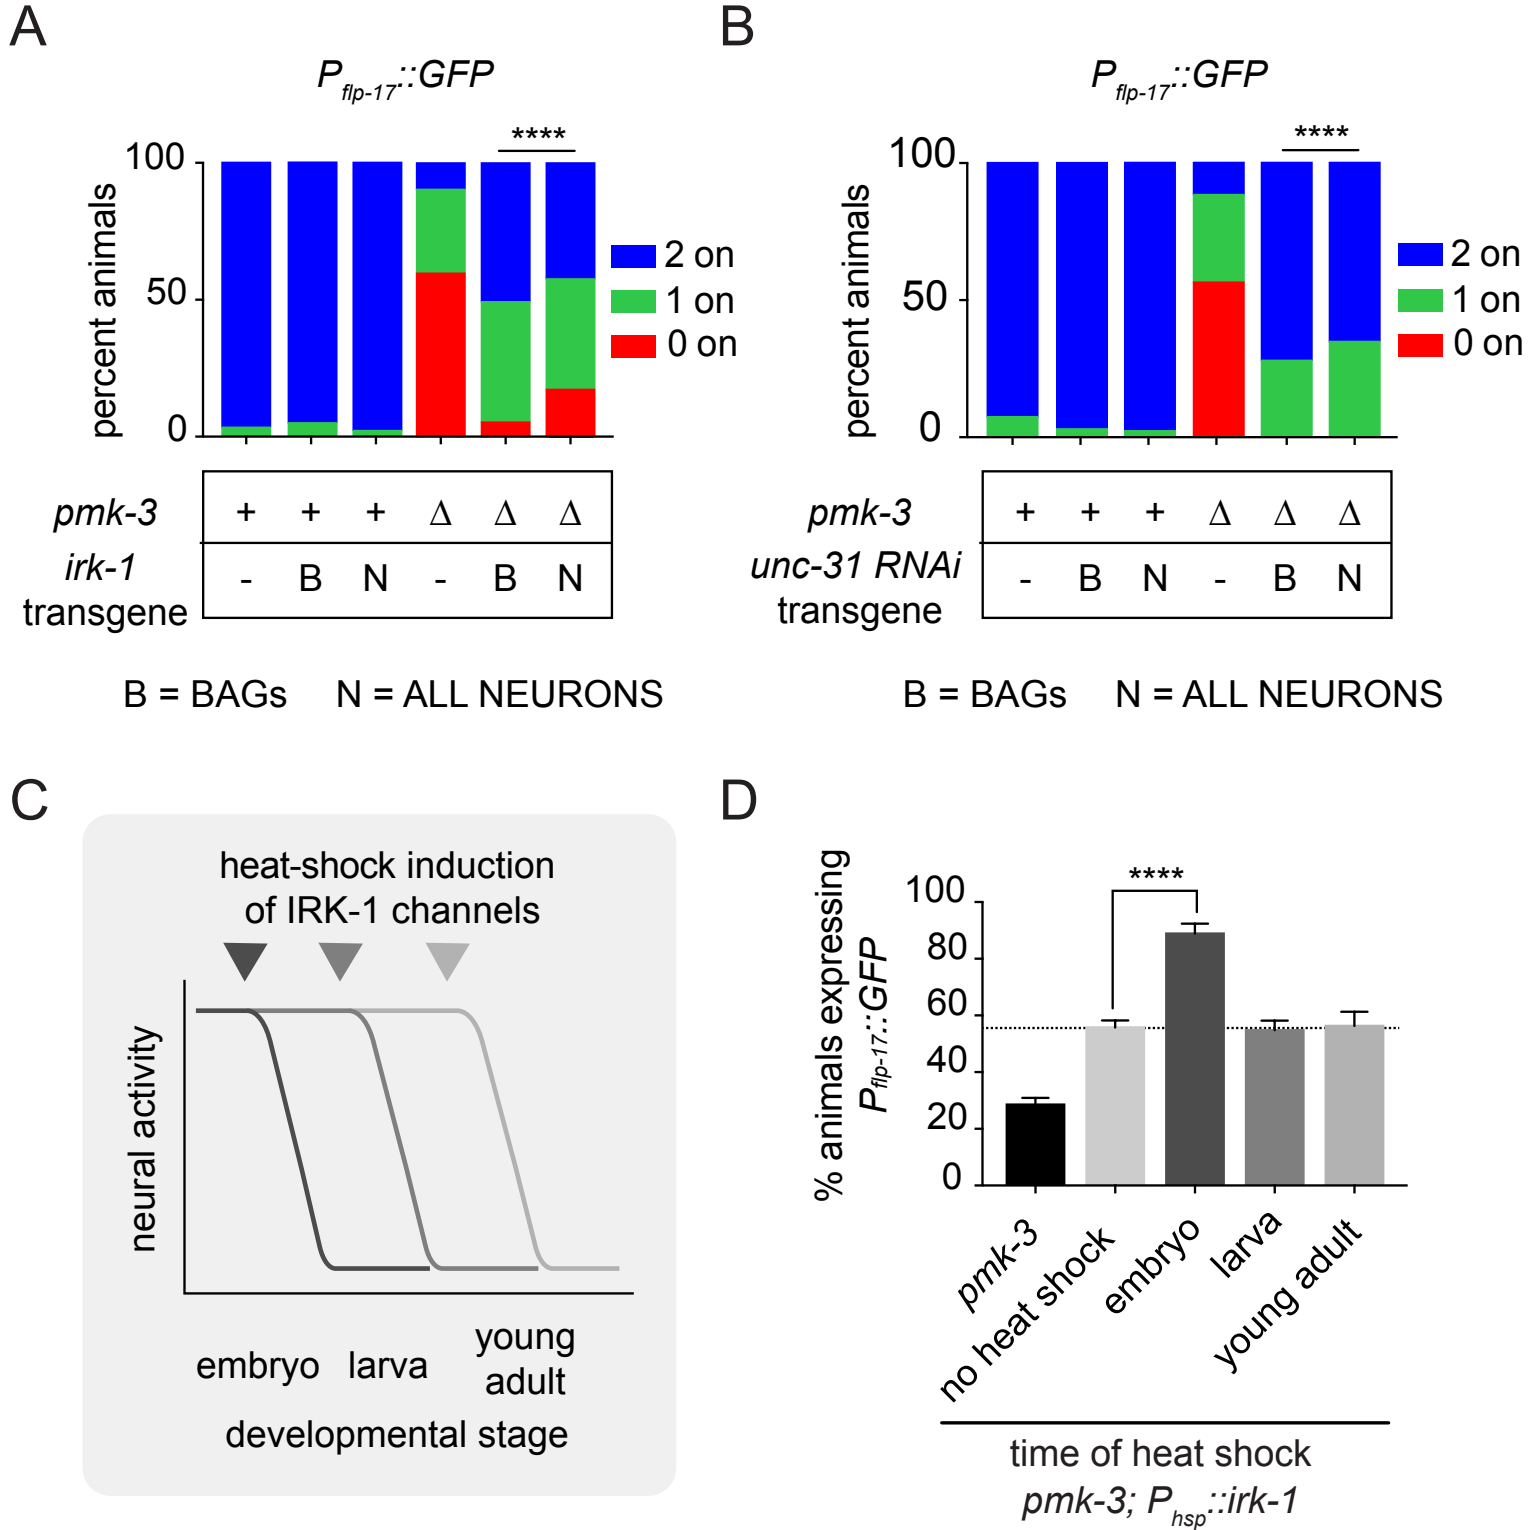 A
P flp-17::GFP
****
100
50
0
percent animals
2 on
1 on
0 on
pmk-3 + + + Δ Δ Δ
irk-1
transgene - B N - B N
B = BAGs N = ALL NEURONS
B
P flp-17::GFP
****
100
50
0
percent animals
2 on
1 on
0 on
pmk-3 + + + Δ Δ Δ
unc-31 RNAi
transgene - B N - B N
B = BAGs N = ALL NEURONS
C
heat-shock induction
of IRK-1 channels
neural activity
embryo larva young
adult
developmental stage
D
% animals expressing
P flp-17::GFP
****
100
80
60
40
20
0
pmk-3
no heat shock
embryo
larva
young adult
time of heat shock
pmk-3; P hsp::irk-1